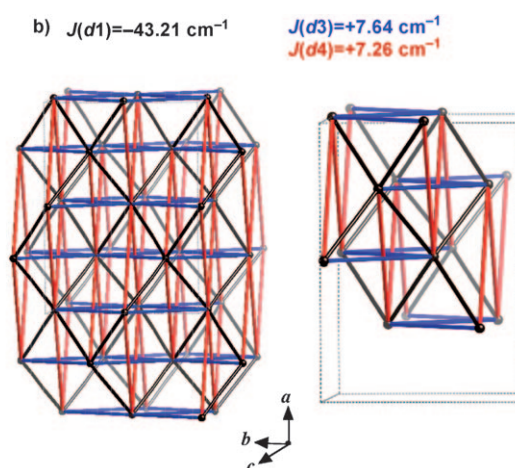 b) J(d1)=–43.21 cm⁻¹
J(d3)=+7.64 cm⁻¹
J(d4)=+7.26 cm⁻¹
a
b
c